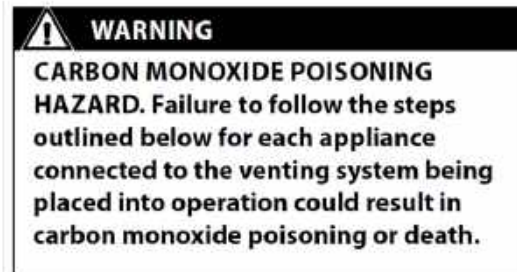 WARNING
CARBON MONOXIDE POISONING
HAZARD. Failure to follow the steps
outlined below for each appliance
connected to the venting system being
placed into operation could result in
carbon monoxide poisoning or death.